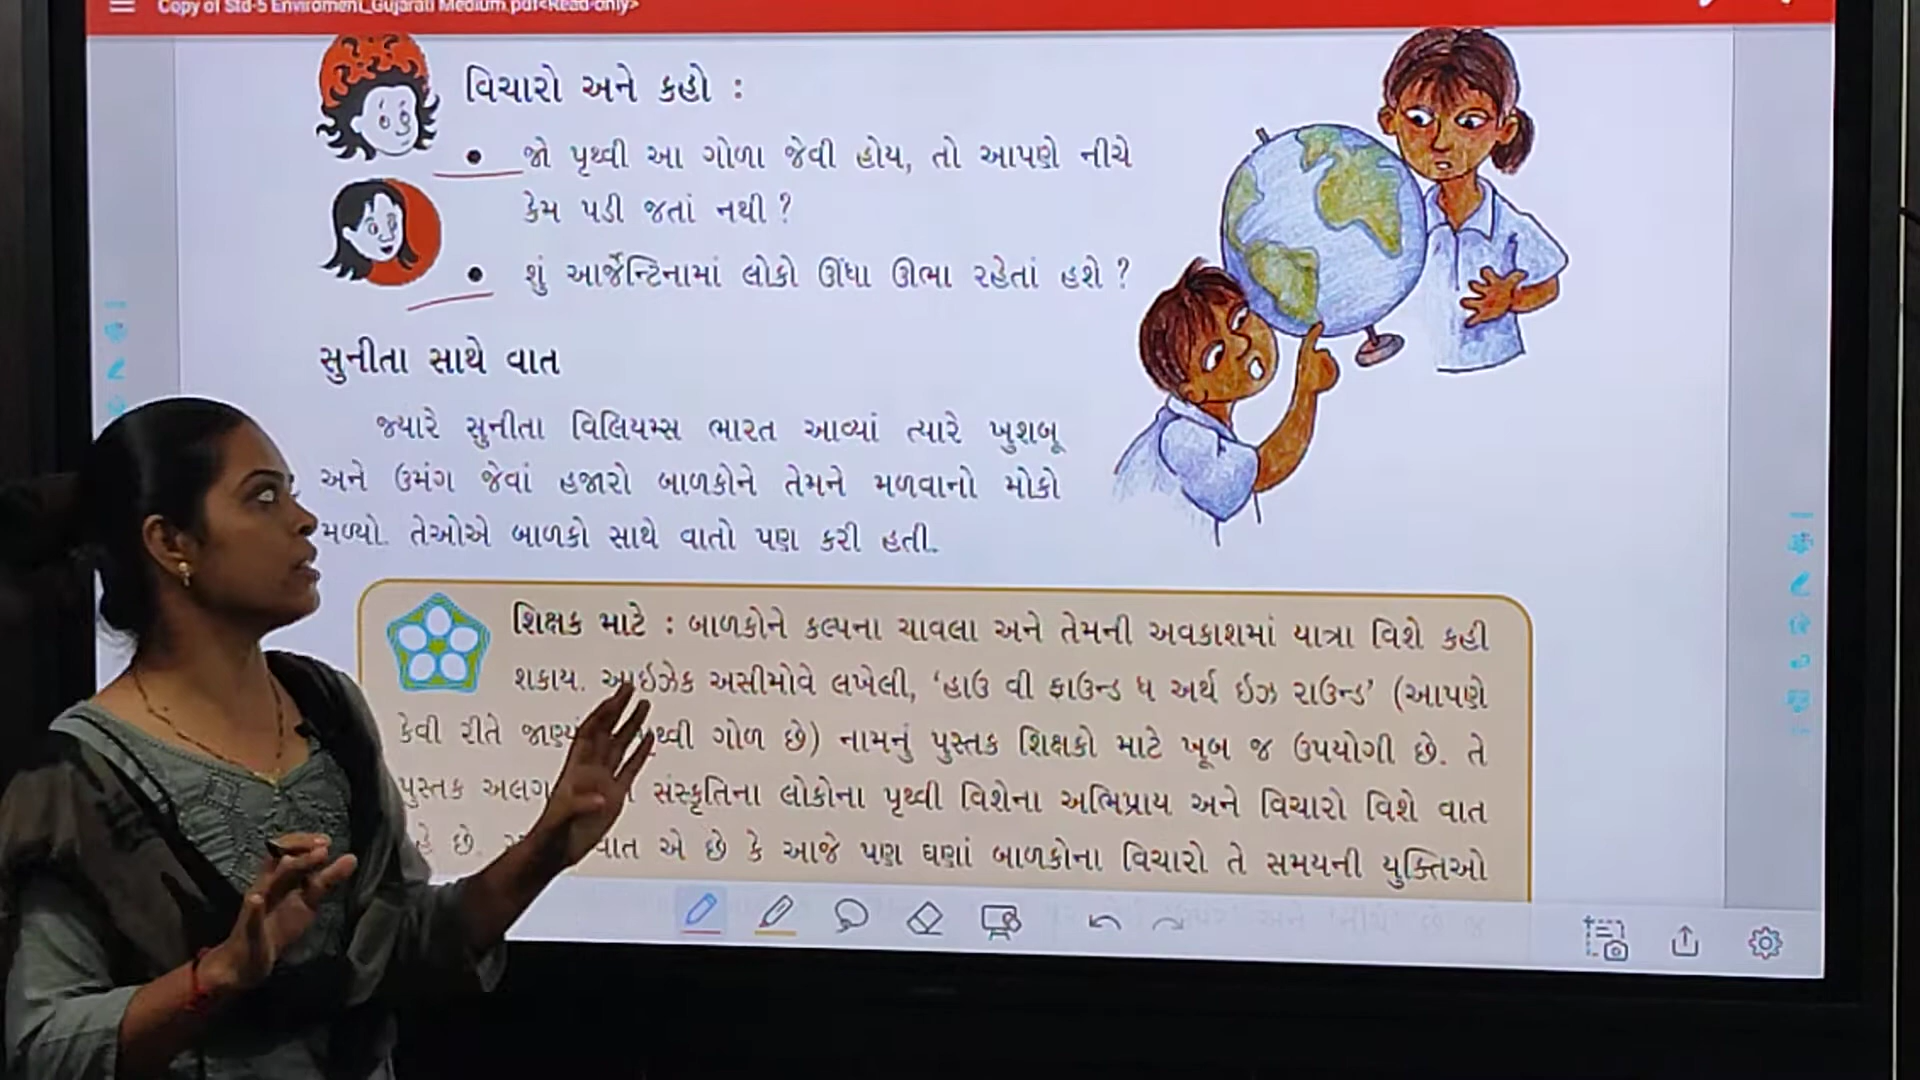 Copy of Std-5 Enviroment_Gujarati Medium.pdf<Read-only>
વિચારો અને કહો :
• જો પૃથ્વી આ ગોળા જેવી હોય, તો આપણે નીચે
કેમ પડી જતાં નથી ?
• શું આર્જેન્ટિનામાં લોકો ઊંધા ઊભા રહેતાં હશે ?
સુનીતા સાથે વાત
જ્યારે સુનીતા વિલિયમ્સ ભારત આવ્યાં ત્યારે ખુશબૂ
અને ઉમંગ જેવાં હજારો બાળકોને તેમને મળવાનો મોકો
મળ્યો. તેઓએ બાળકો સાથે વાતો પણ કરી હતી.
શિક્ષક માટે : બાળકોને કલ્પના ચાવલા અને તેમની અવકાશમાં યાત્રા વિશે કહી
શકાય. આઇઝેક અસીમોવે લખેલી, ‘હાઉ વી ફાઉન્ડ ધ અર્થ ઇઝ રાઉન્ડ’ (આપણે
કેવી રીતે જાણ્યું પૃથ્વી ગોળ છે) નામનું પુસ્તક શિક્ષકો માટે ખૂબ જ ઉપયોગી છે. તે
પુસ્તક અલગ સંસ્કૃતિના લોકોના પૃથ્વી વિશેના અભિપ્રાય અને વિચારો વિશે વાત
છે. વાત એ છે કે આજે પણ ઘણાં બાળકોના વિચારો તે સમયની યુક્તિઓ